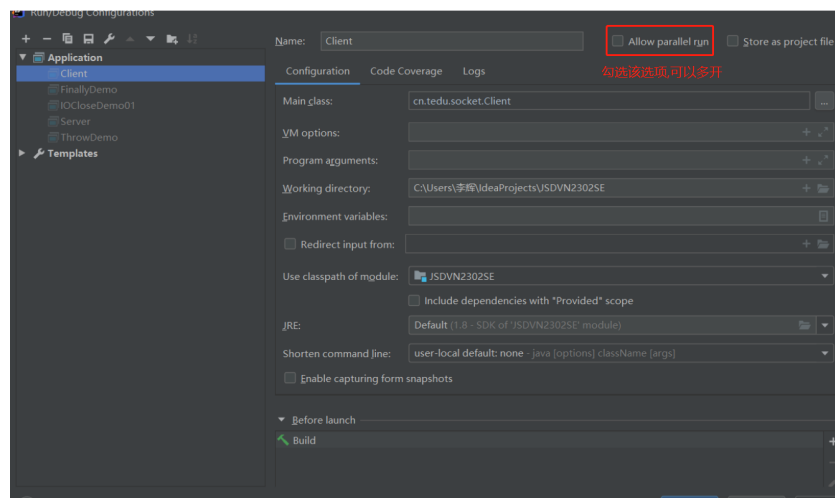 Run/Debug Configurations
Name: Client
Allow parallel run
Store as project file
Application
Client
FinallyDemo
IOCloseDemo01
Server
ThrowDemo
Templates
Configuration Code Coverage Logs
勾选该选项,可以多开
Main class: cn.tedu.socket.Client
VM options:
Program arguments:
Working directory: C:\Users\李辉\IdeaProjects\JSDVN2302SE
Environment variables:
Redirect input from:
Use classpath of module: JSDVN2302SE
Include dependencies with "Provided" scope
JRE: Default (1.8 - SDK of 'JSDVN2302SE' module)
Shorten command line: user-local default: none - java [options] className [args]
Enable capturing form snapshots
Before launch
Build